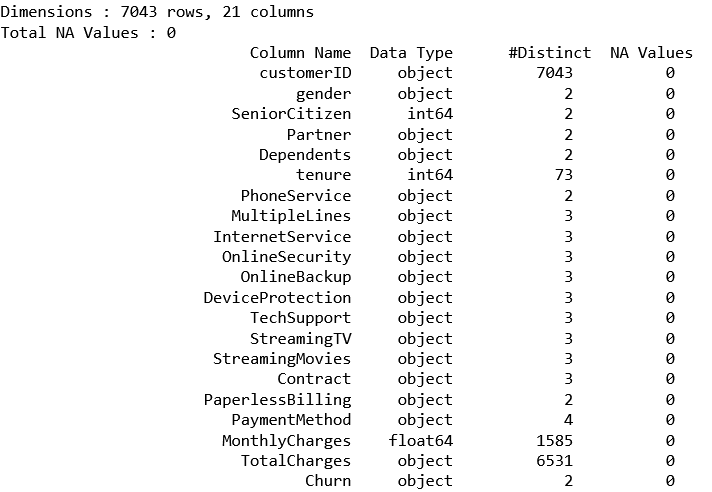 Dimensions : 7043 rows, 21 columns
Total NA Values : 0
Column Name Data Type #Distinct NA Values
customerID object 7043 0
gender object 2 0
SeniorCitizen int64 2 0
Partner object 2 0
Dependents object 2 0
tenure int64 73 0
PhoneService object 2 0
MultipleLines object 3 0
InternetService object 3 0
OnlineSecurity object 3 0
OnlineBackup object 3 0
DeviceProtection object 3 0
TechSupport object 3 0
StreamingTV object 3 0
StreamingMovies object 3 0
Contract object 3 0
PaperlessBilling object 2 0
PaymentMethod object 4 0
MonthlyCharges float64 1585 0
TotalCharges object 6531 0
Churn object 2 0